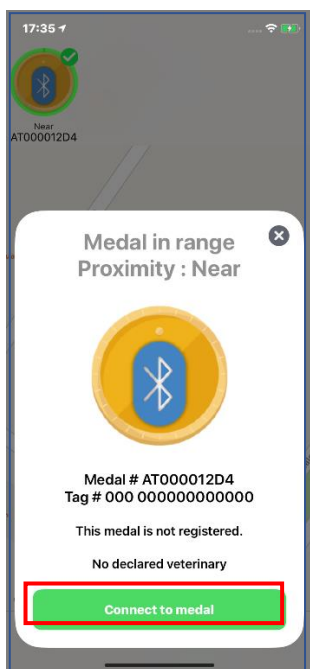 17:35
Near
AT000012D4
Medal in range
Proximity : Near
Medal # AT000012D4
Tag # 000 000000000000
This medal is not registered.
No declared veterinary
Connect to medal